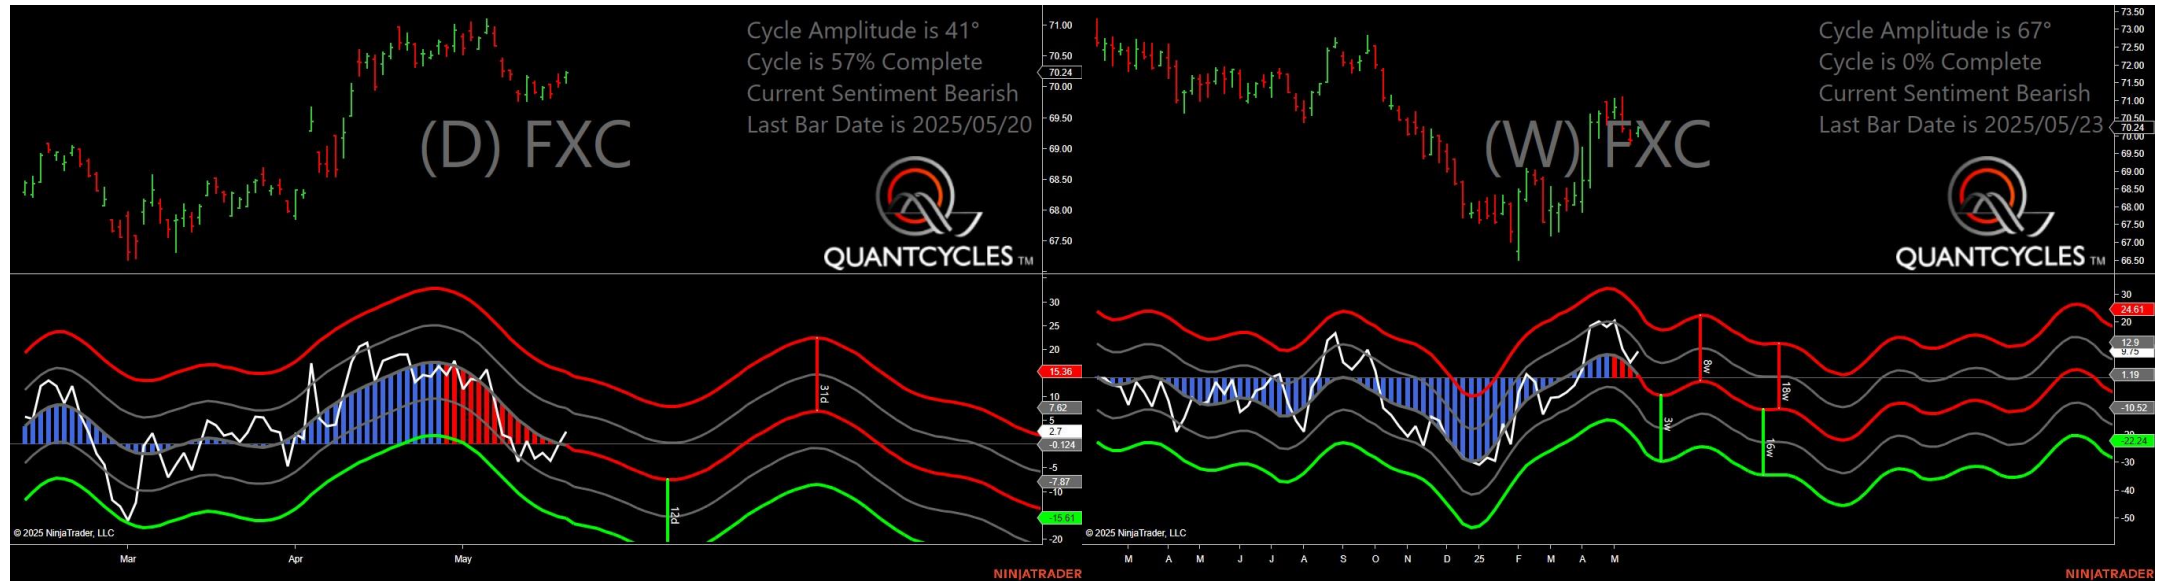 Cycle Amplitude is 41°
Cycle is 57% Complete
Current Sentiment Bearish
Last Bar Date is 2025/05/20
(D) FXC
QUANTCYCLES TM
71.00
70.50
70.24
70.00
69.50
69.00
68.50
68.00
67.50
30
25
20
15.36
10
7.62
5
2.7
-0.124
-5
-7.87
-10
-15.61
-20
31d
12d
© 2025 NinjaTrader, LLC
Mar Apr May
NINJATRADER
Cycle Amplitude is 67°
Cycle is 0% Complete
Current Sentiment Bearish
Last Bar Date is 2025/05/23
(W) FXC
QUANTCYCLES TM
73.50
73.00
72.50
72.00
71.50
71.00
70.50
70.24
70.00
69.50
69.00
68.50
68.00
67.50
67.00
66.50
30
24.61
20
12.9
9.75
1.19
-10.52
-22.24
-30
-40
-50
8w
18w
3w
16w
© 2025 NinjaTrader, LLC
M A M J J A S O N D 25 F M A M
NINJATRADER